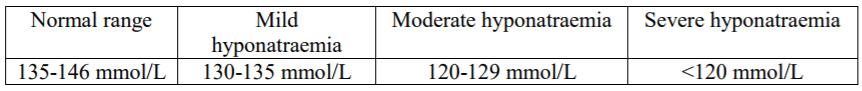 Normal range Mild hyponatraemia Moderate hyponatraemia Severe hyponatraemia
135-146 mmol/L 130-135 mmol/L 120-129 mmol/L <120 mmol/L